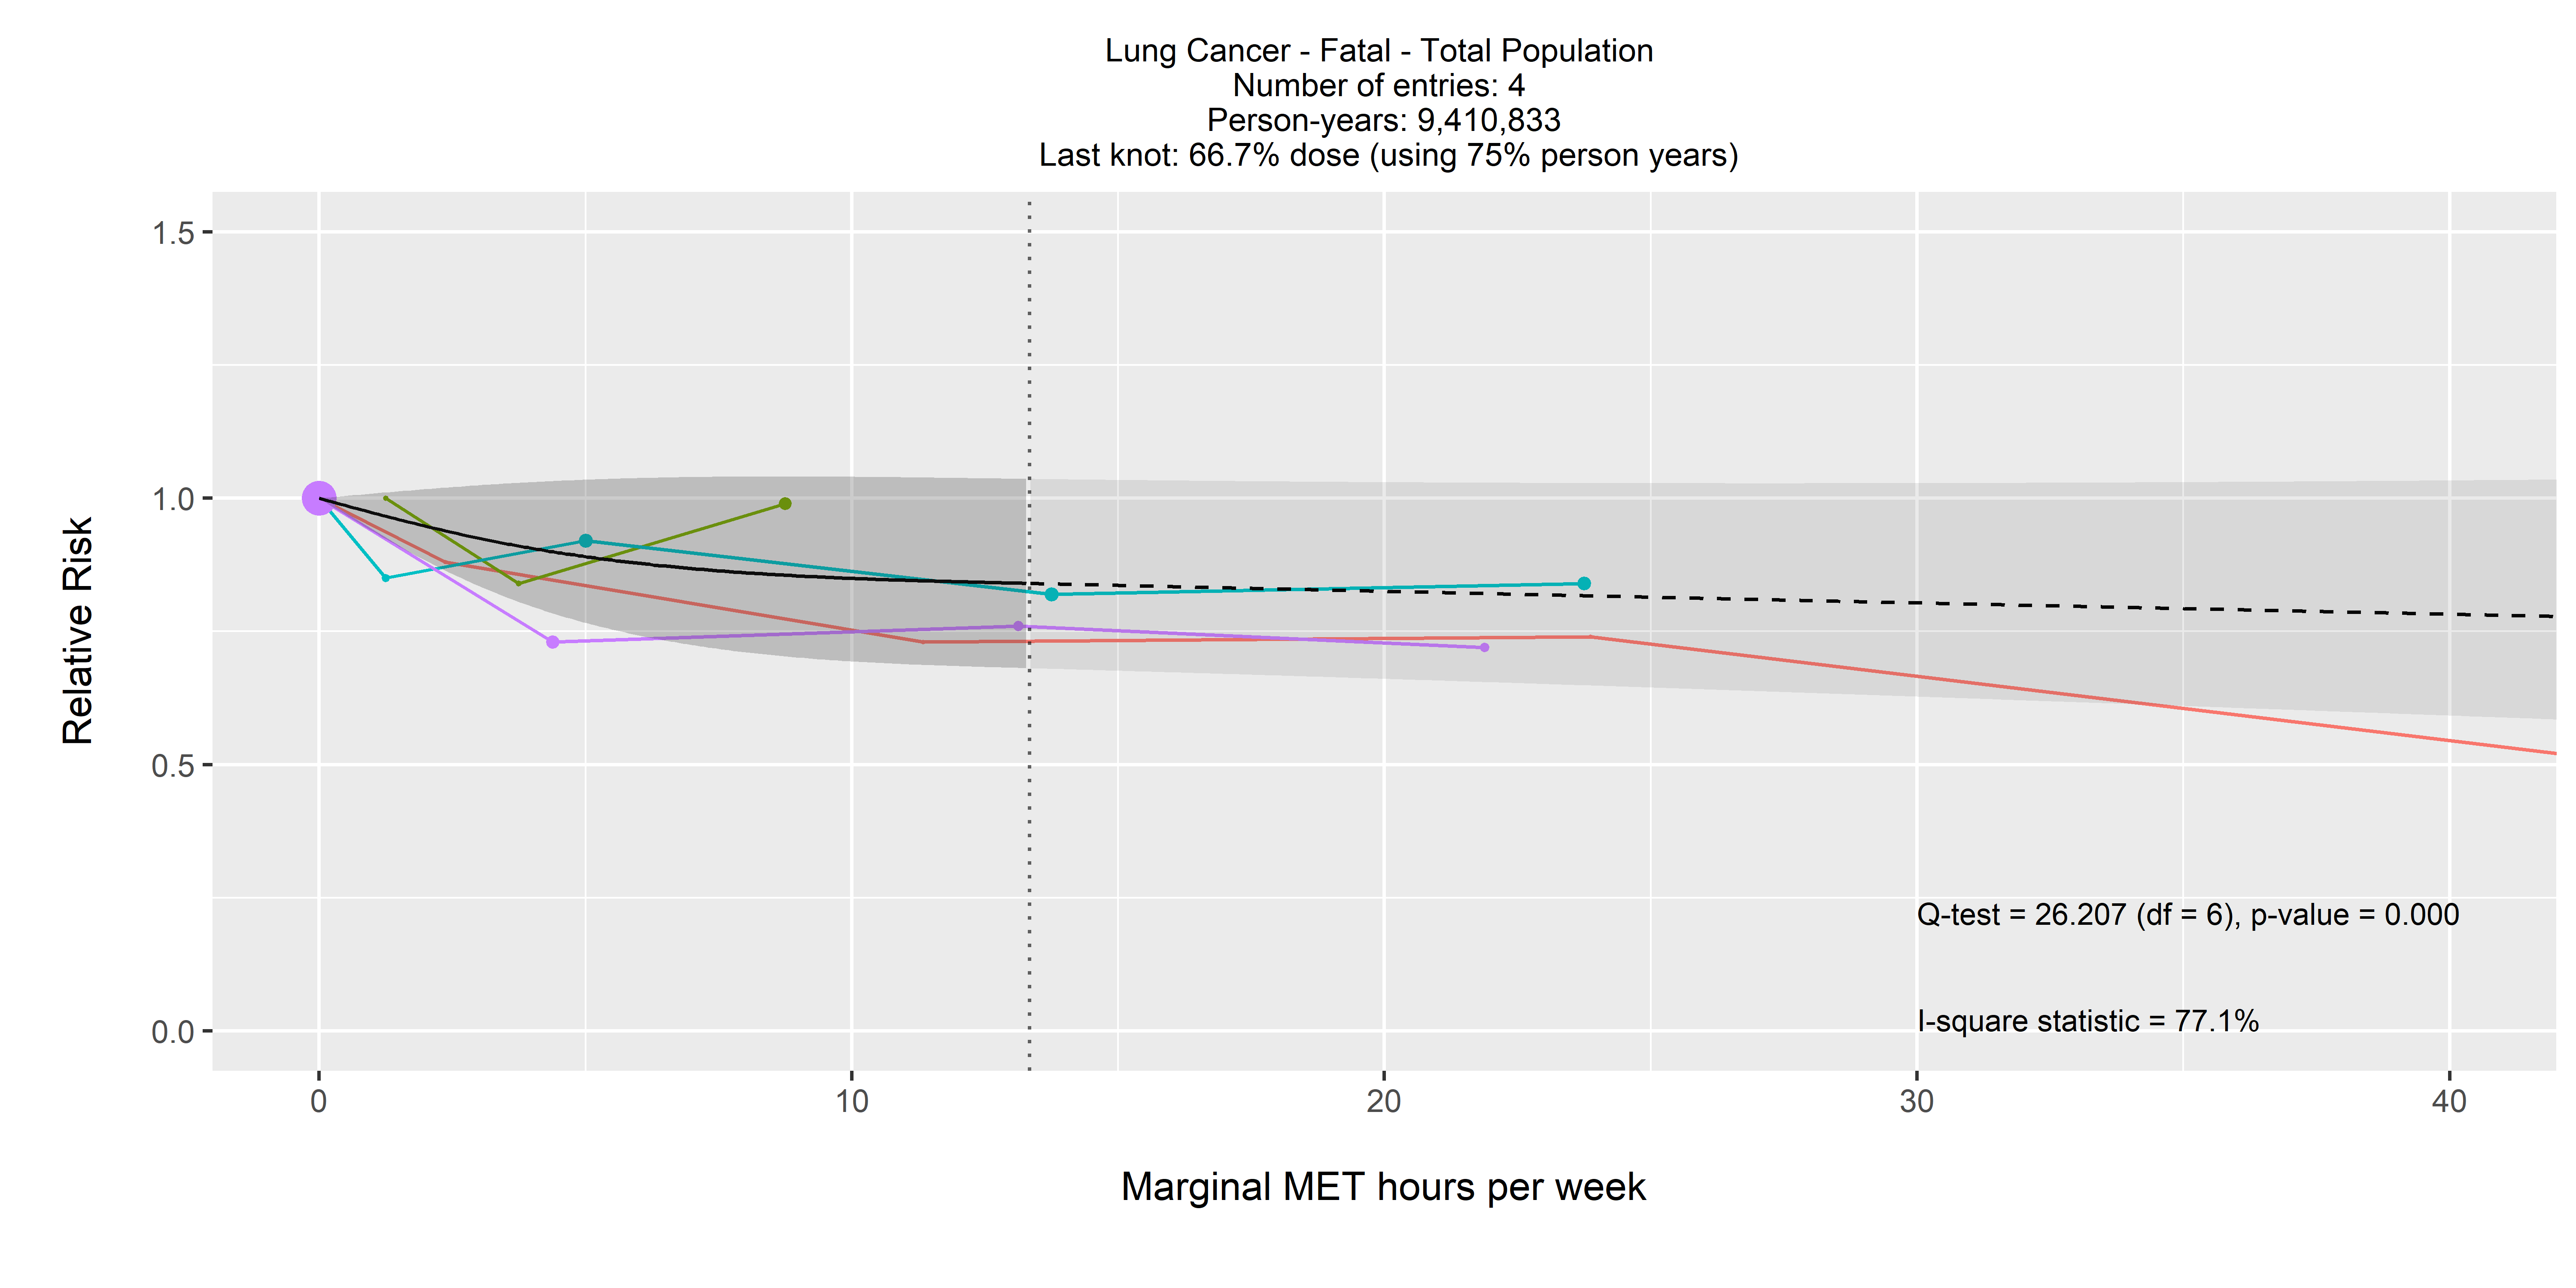 Lung Cancer - Fatal - Total Population
Number of entries: 4
Person-years: 9,410,833
Last knot: 66.7% dose (using 75% person years)
1.5
1.0
0.5
0.0
Relative Risk
Q-test = 26.207 (df = 6), p-value = 0.000
I-square statistic = 77.1%
0 10 20 30 40
Marginal MET hours per week